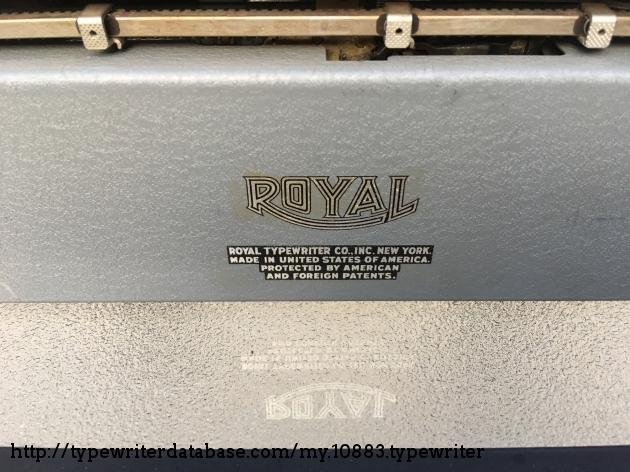 ROYAL
ROYAL TYPEWRITER CO., INC. NEW YORK.
MADE IN UNITED STATES OF AMERICA.
PROTECTED BY AMERICAN
AND FOREIGN PATENTS.
ROYAL
http://typewriterdatabase.com/my.10883.typewriter